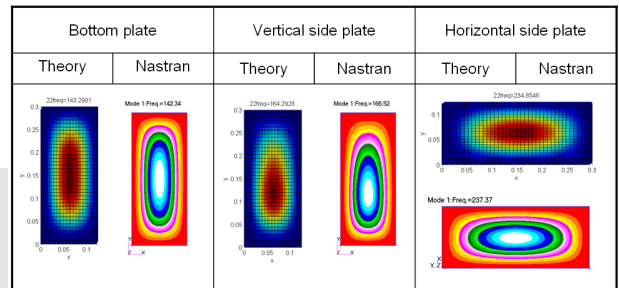 Bottom plate
Vertical side plate
Horizontal side plate
Theory
Nastran
Theory
Nastran
Theory
Nastran
22freq=143.2901
0.3
0.25
0.2
0.15
0.1
0.05
0
y
0 0.05 0.1
x
Mode 1:Freq.=142.34
Y
Z X
22freq=164.2928
0.3
0.25
0.2
0.15
0.1
0.05
0
y
0 0.05 0.1
x
Mode 1:Freq.=166.52
Y
Z X
22freq=234.8548
0.1
0.05
0
y
0 0.05 0.1 0.15 0.2 0.25 0.3
x
Mode 1:Freq.=237.37
X
Y Z